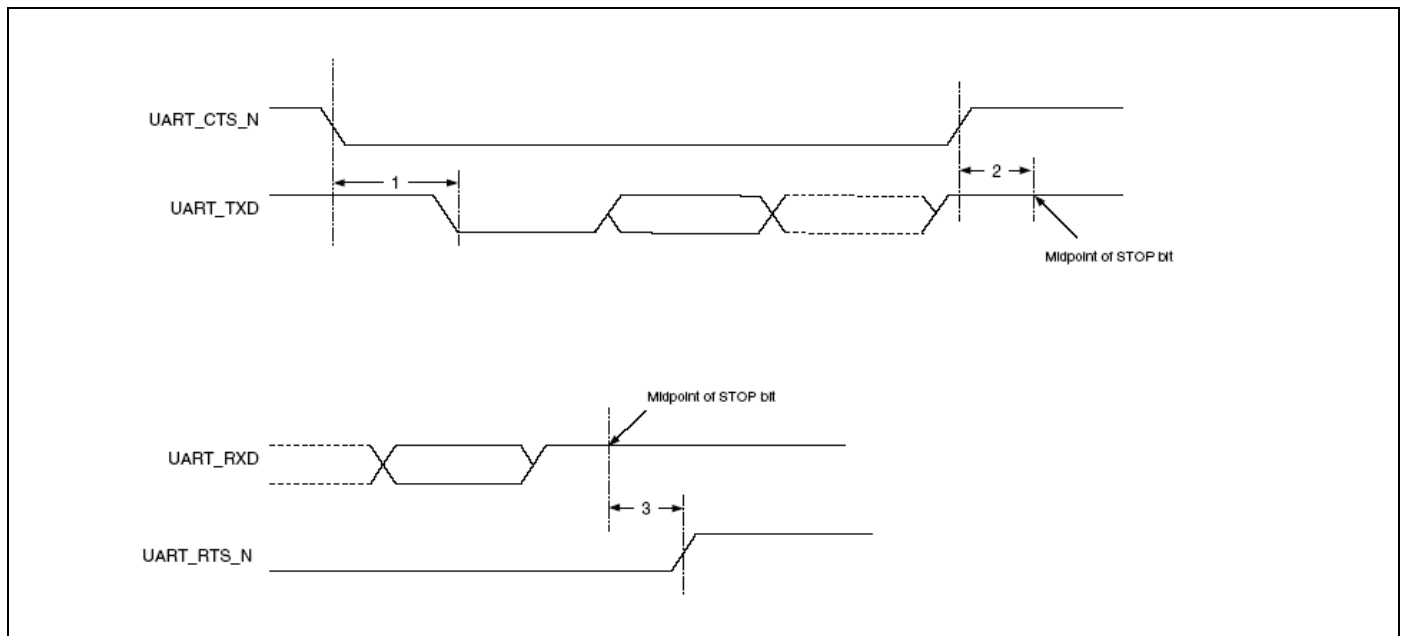 UART_CTS_N
1
2
UART_TXD
Midpoint of STOP bit
Midpoint of STOP bit
UART_RXD
3
UART_RTS_N